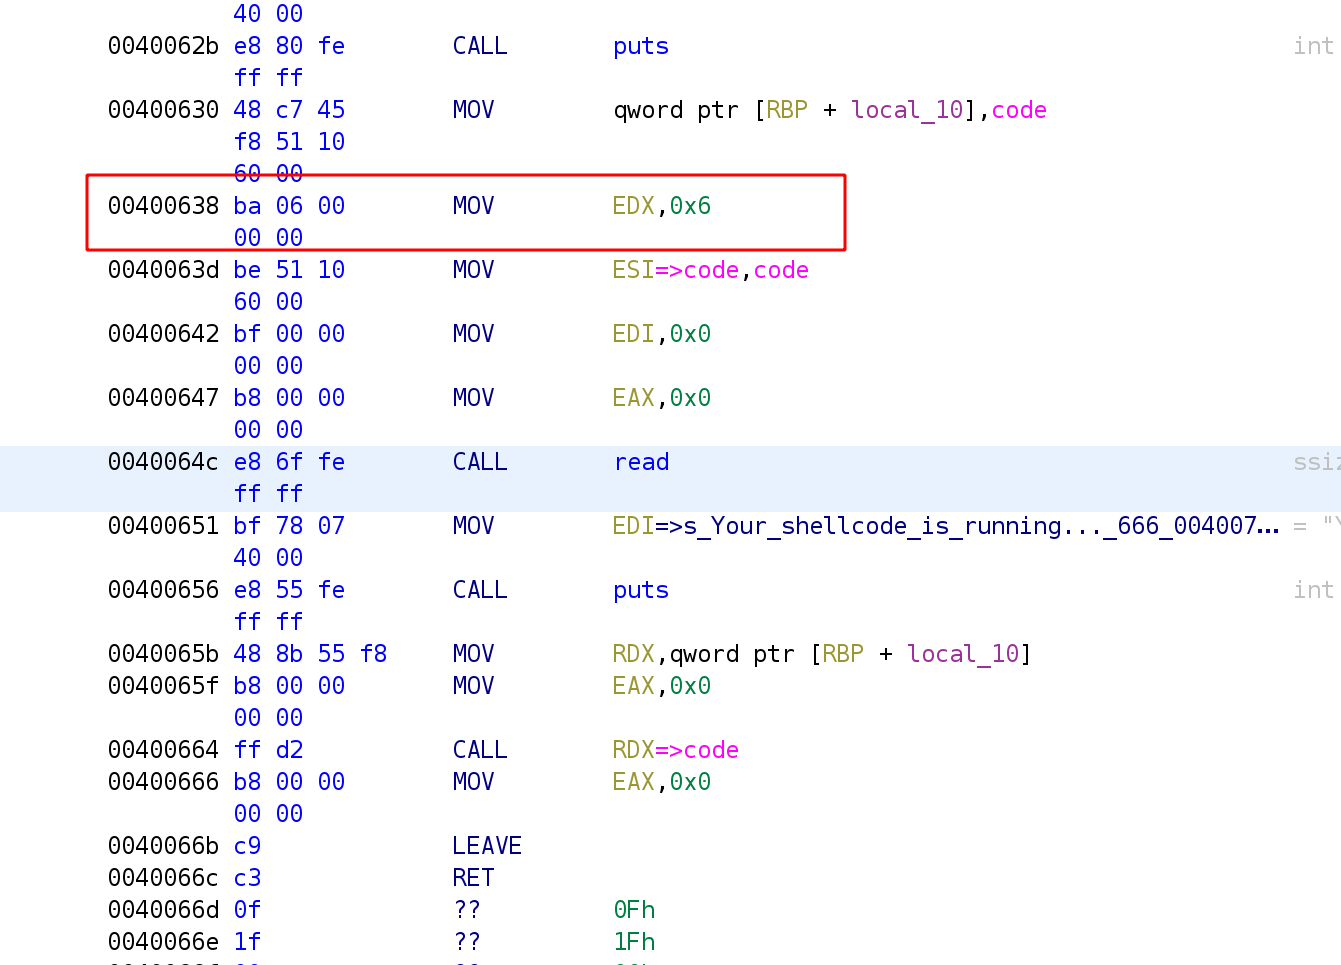 40 00
0040062b e8 80 fe CALL puts int
ff ff
00400630 48 c7 45 MOV qword ptr [RBP + local_10],code
f8 51 10
60 00
00400638 ba 06 00 MOV EDX,0x6
00 00
0040063d be 51 10 MOV ESI=>code,code
60 00
00400642 bf 00 00 MOV EDI,0x0
00 00
00400647 b8 00 00 MOV EAX,0x0
00 00
0040064c e8 6f fe CALL read ssiz
ff ff
00400651 bf 78 07 MOV EDI=>s_Your_shellcode_is_running..._666_004007... = "Y
40 00
00400656 e8 55 fe CALL puts int
ff ff
0040065b 48 8b 55 f8 MOV RDX,qword ptr [RBP + local_10]
0040065f b8 00 00 MOV EAX,0x0
00 00
00400664 ff d2 CALL RDX=>code
00400666 b8 00 00 MOV EAX,0x0
00 00
0040066b c9 LEAVE
0040066c c3 RET
0040066d 0f ?? 0Fh
0040066e 1f ?? 1Fh